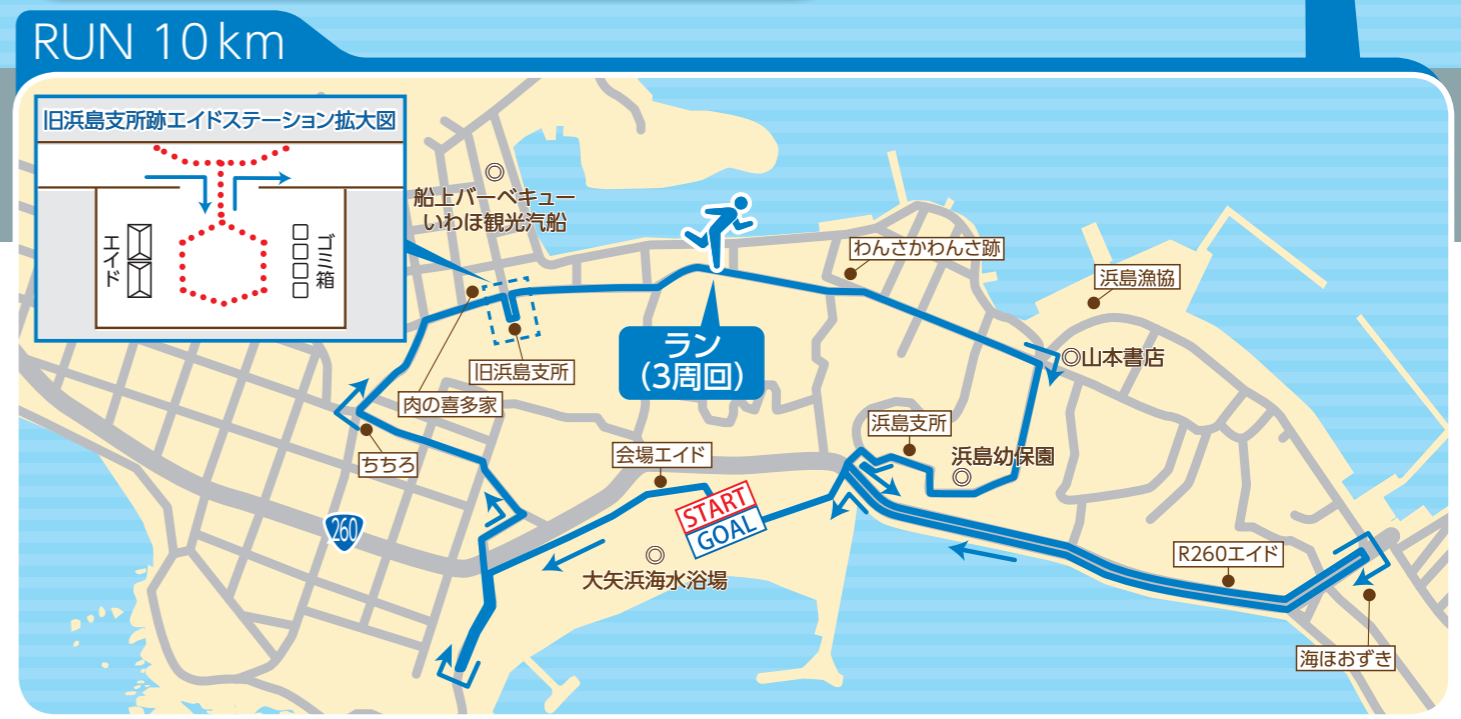 RUN 10km
旧浜島支所跡エイドステーション拡大図
エイド
ゴミ箱
船上バーベキュー
いわほ観光汽船
わんさかわんさ跡
浜島漁協
ラン
(3周回)
山本書店
旧浜島支所
肉の喜多家
浜島支所
ちちろ
会場エイド
浜島幼保園
START
GOAL
260
大矢浜海水浴場
R260エイド
海ほおずき